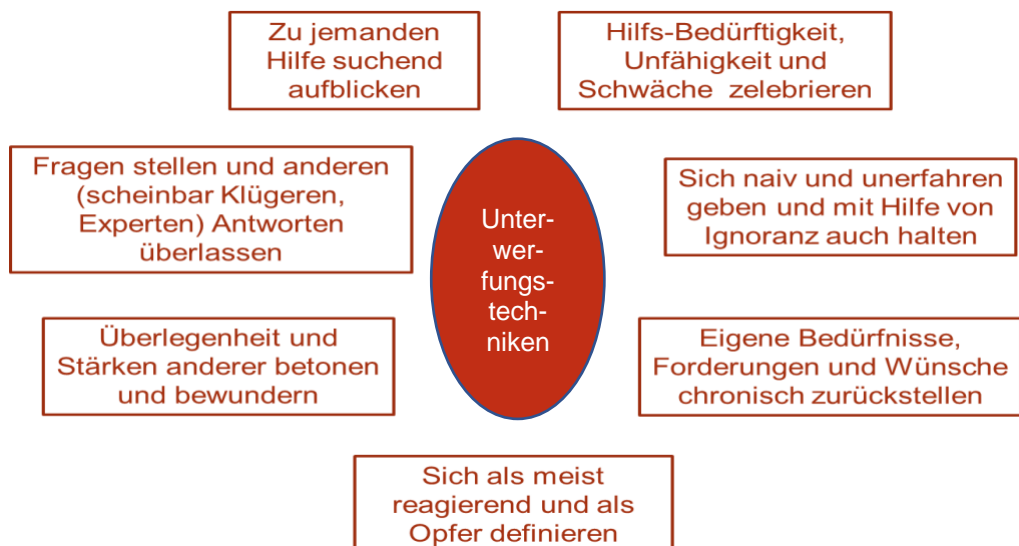 Zu jemanden
Hilfe suchend
aufblicken
Hilfs-Bedürftigkeit,
Unfähigkeit und
Schwäche zelebrieren
Fragen stellen und anderen
(scheinbar Klügeren,
Experten) Antworten
überlassen
Unter-
wer-
fungs-
tech-
niken
Sich naiv und unerfahren
geben und mit Hilfe von
Ignoranz auch halten
Überlegenheit und
Stärken anderer betonen
und bewundern
Eigene Bedürfnisse,
Forderungen und Wünsche
chronisch zurückstellen
Sich als meist
reagierend und als
Opfer definieren